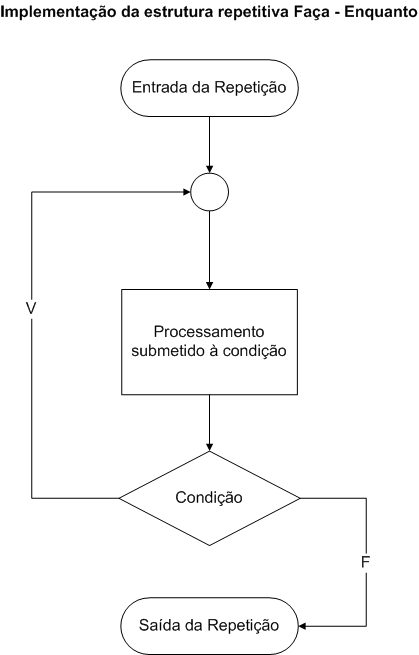 Implementação da estrutura repetitiva Faça - Enquanto
Entrada da Repetição
V
Processamento
submetido à condição
Condição
F
Saída da Repetição